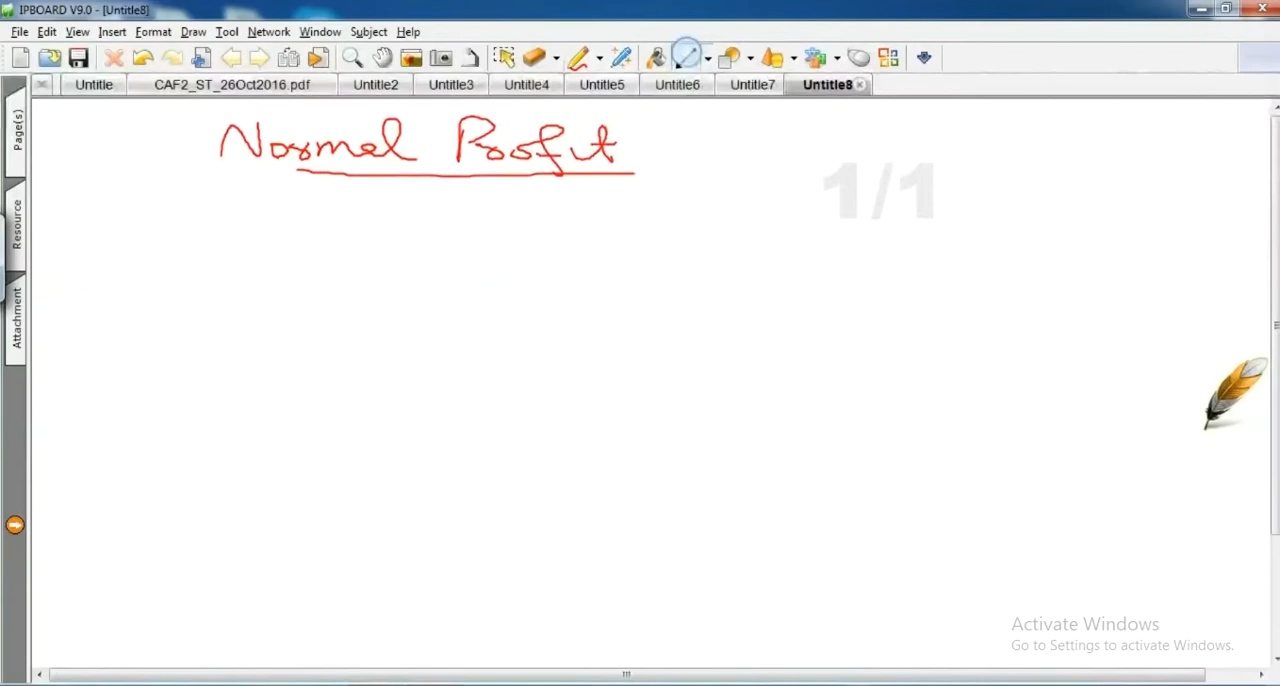 IPBOARD V9.0 - [Untitle8]
File Edit View Insert Format Draw Tool Network Window Subject Help
Untitle CAF2_ST_26Oct2016.pdf Untitle2 Untitle3 Untitle4 Untitle5 Untitle6 Untitle7 Untitle8
Page(s)
Resource
Attachment
Normal Profit
1/1
Activate Windows
Go to Settings to activate Windows.